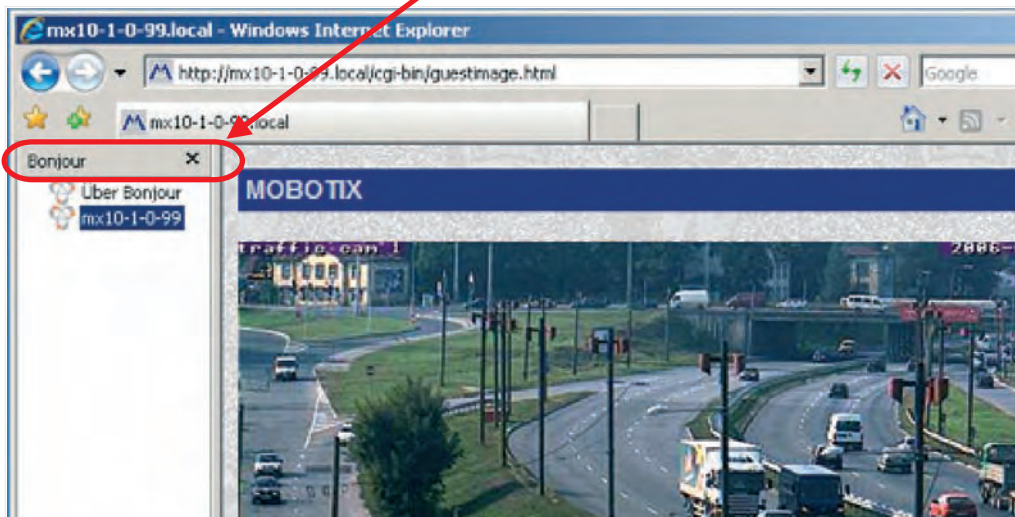 mx10-1-0-99.local - Windows Internet Explorer
http://mx10-1-0-99.local/cgi-bin/guestimage.html
Google
mx10-1-0-99.local
Bonjour
Über Bonjour
mx10-1-0-99
MOBOTIX
traffic-cam 1
2006-